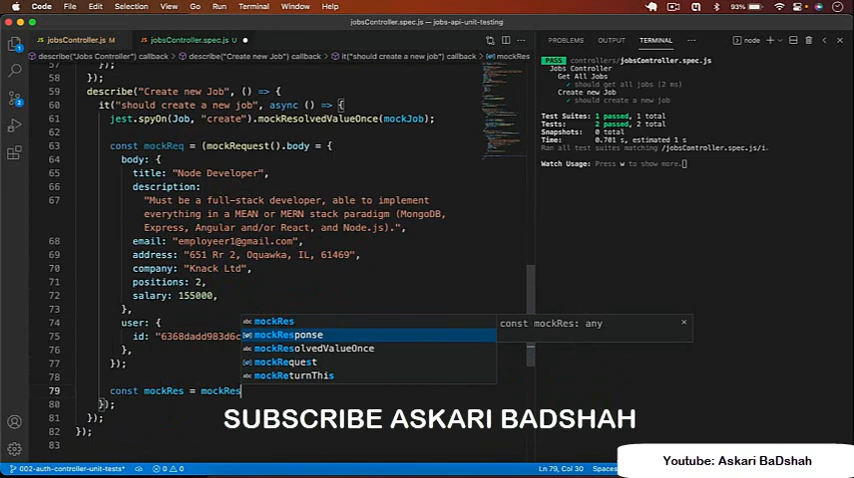 Code File Edit Selection View Go Run Terminal Window Help 93%
jobsController.spec.js — jobs-api-unit-testing
jobsController.js M jobsController.spec.js U
controllers > jobsController.spec.js > describe("Jobs Controller") callback > describe("Create new Job") callback > it("should create a new job") callback > mockRes
57 });
58 });
59 describe("Create new Job", () => {
60 it("should create a new job", async () => {
61 jest.spyOn(Job, "create").mockResolvedValueOnce(mockJob);
62
63 const mockReq = (mockRequest().body = {
64 body: {
65 title: "Node Developer",
66 description:
67 "Must be a full-stack developer, able to implement
everything in a MEAN or MERN stack paradigm (MongoDB,
Express, Angular and/or React, and Node.js).",
68 email: "employeer1@gmail.com",
69 address: "651 Rr 2, Oquawka, IL, 61469",
70 company: "Knack Ltd",
71 positions: 2,
72 salary: 155000,
73 },
74 user: {
75 id: "6368dadd983d6c
76 },
77 });
78
79 const mockRes = mockRes
80 });
81 });
82 });
83
abc mockRes
mockResponse
abc mockResolvedValueOnce
mockRequest
abc mockReturnThis
const mockRes: any
PROBLEMS OUTPUT TERMINAL ··· node
PASS controllers/jobsController.spec.js
Jobs Controller
Get All Jobs
✓ should get all jobs (2 ms)
Create new Job
✓ should create a new job
Test Suites: 1 passed, 1 total
Tests: 2 passed, 2 total
Snapshots: 0 total
Time: 0.701 s, estimated 1 s
Ran all test suites matching /jobsController.spec.js/i.
Watch Usage: Press w to show more.
SUBSCRIBE ASKARI BADSHAH
Youtube: Askari BaDshah
002-auth-controller-unit-tests* 0 0 Ln 79, Col 30